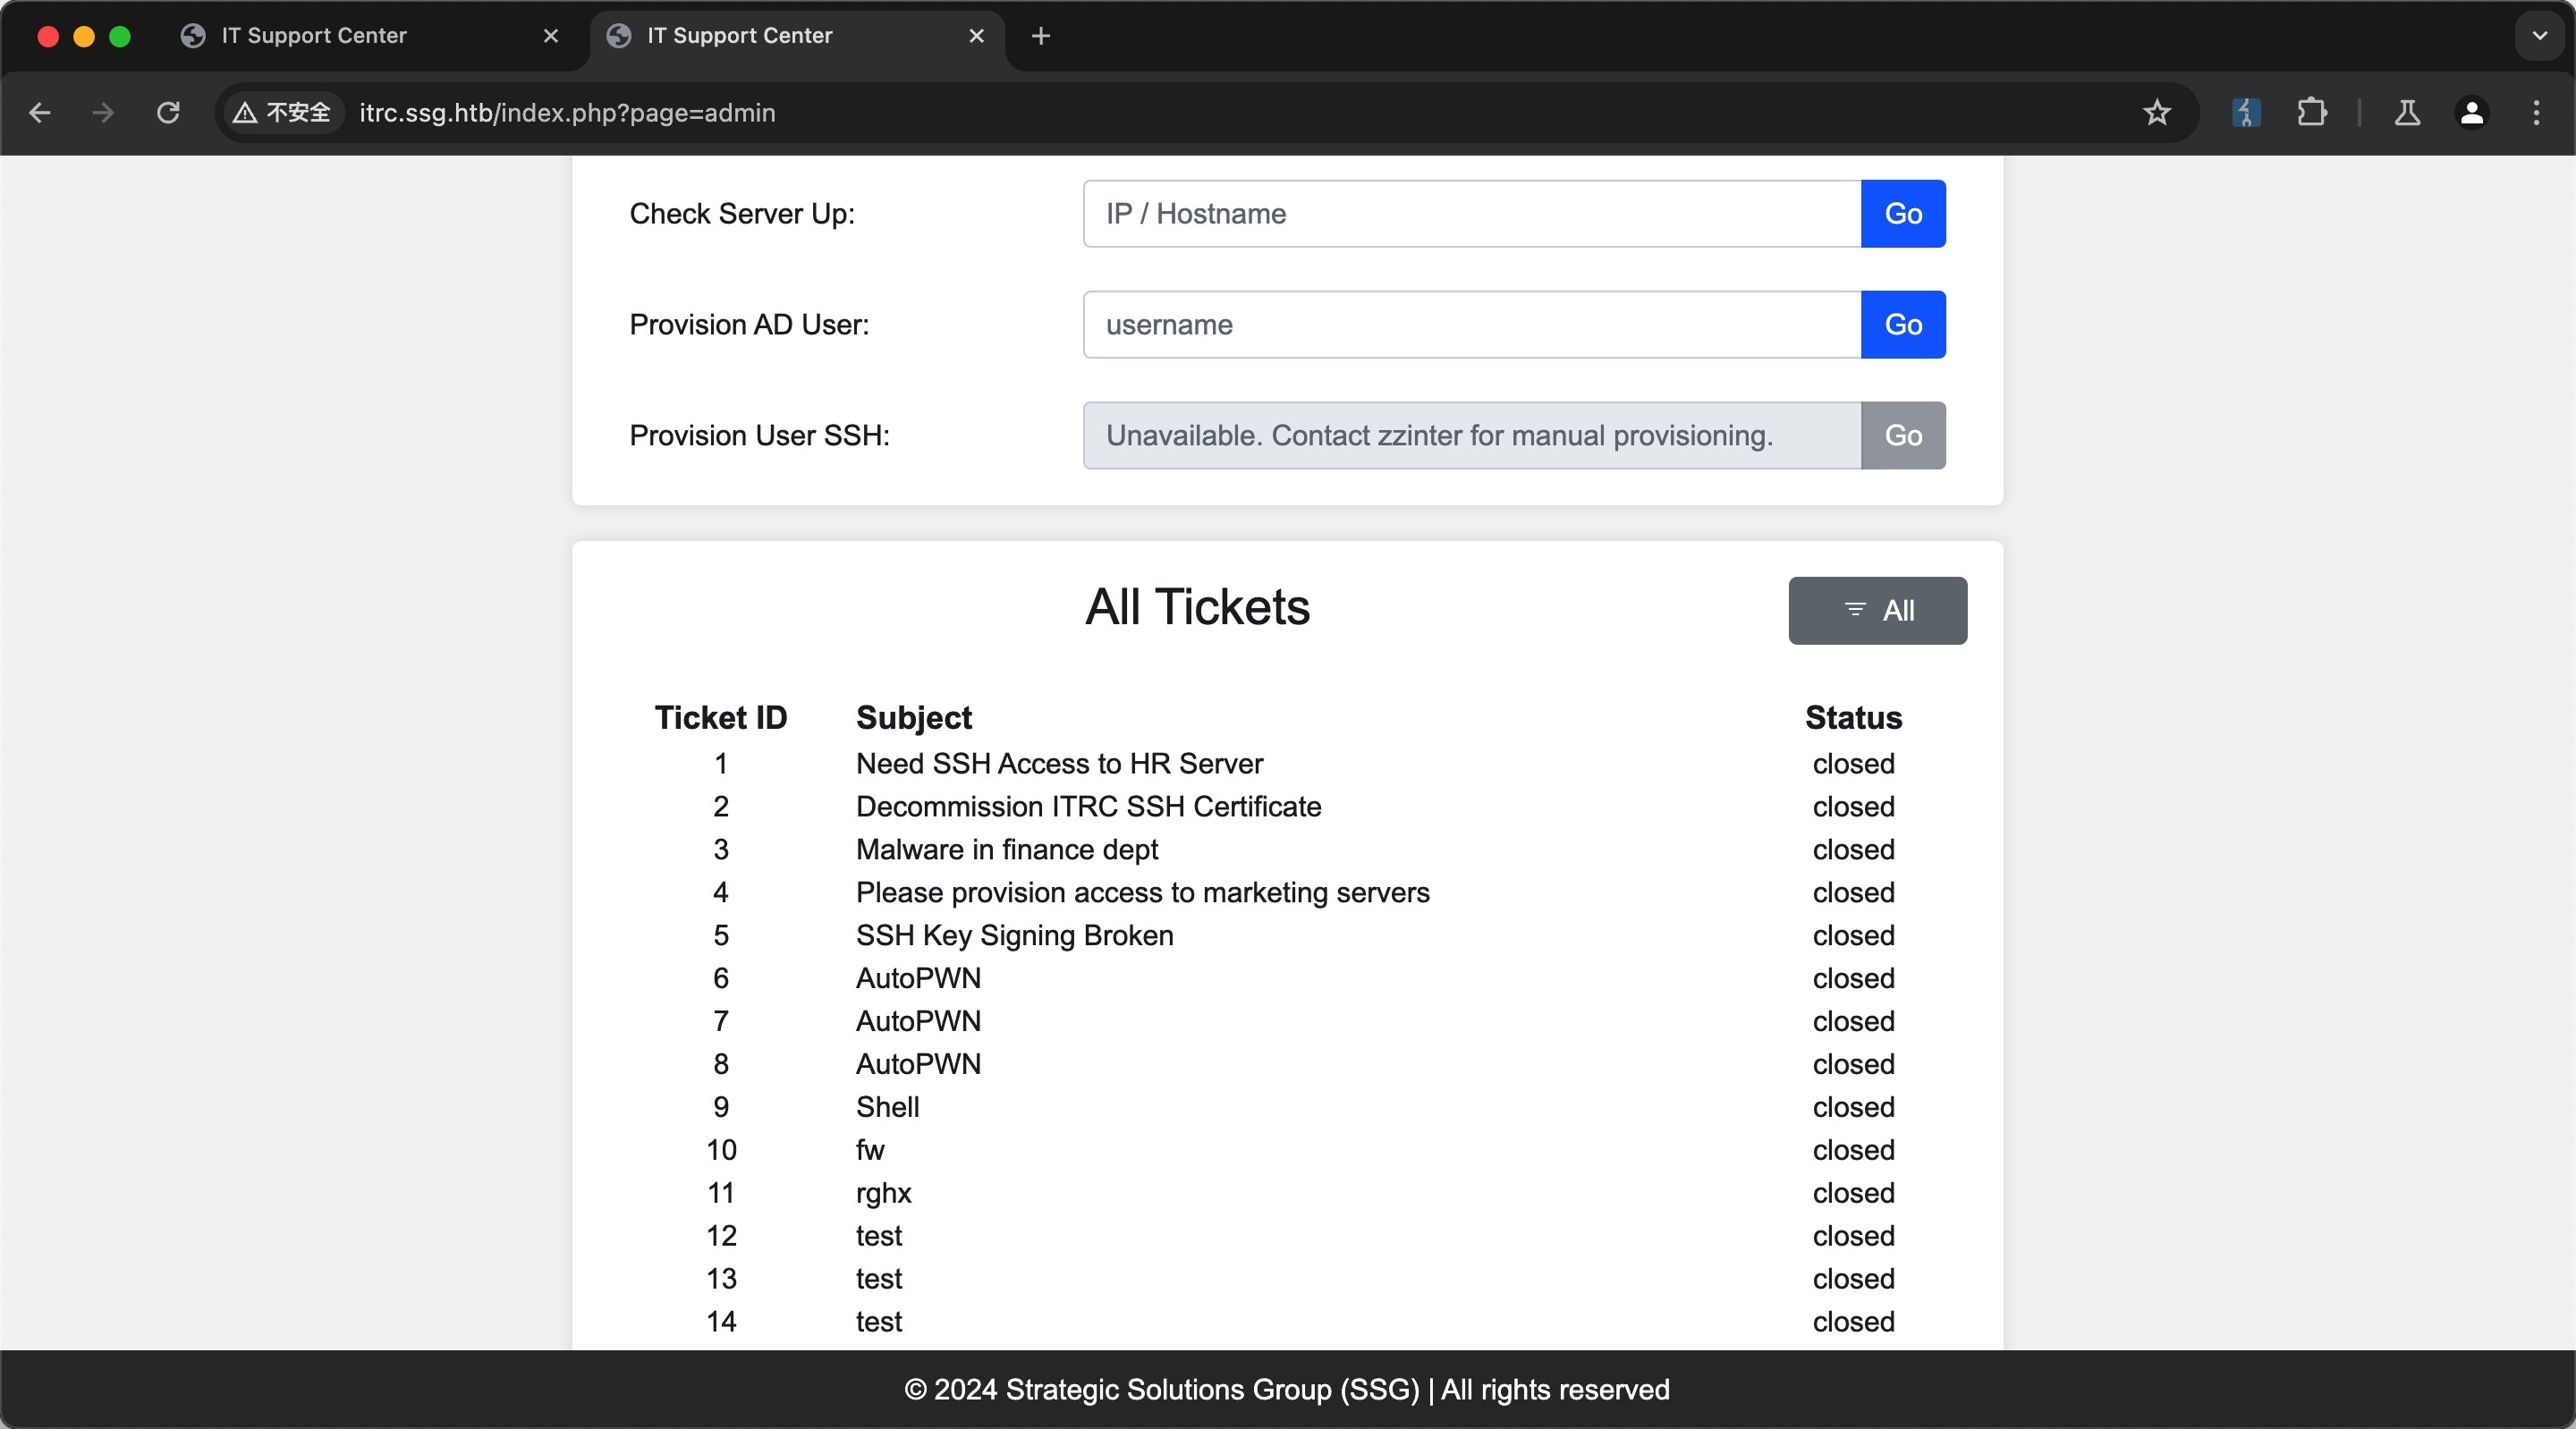 IT Support Center
IT Support Center
不安全 itrc.ssg.htb/index.php?page=admin
Check Server Up: IP / Hostname Go
Provision AD User: username Go
Provision User SSH: Unavailable. Contact zzinter for manual provisioning. Go
All Tickets All
Ticket ID Subject Status
1 Need SSH Access to HR Server closed
2 Decommission ITRC SSH Certificate closed
3 Malware in finance dept closed
4 Please provision access to marketing servers closed
5 SSH Key Signing Broken closed
6 AutoPWN closed
7 AutoPWN closed
8 AutoPWN closed
9 Shell closed
10 fw closed
11 rghx closed
12 test closed
13 test closed
14 test closed
© 2024 Strategic Solutions Group (SSG) | All rights reserved